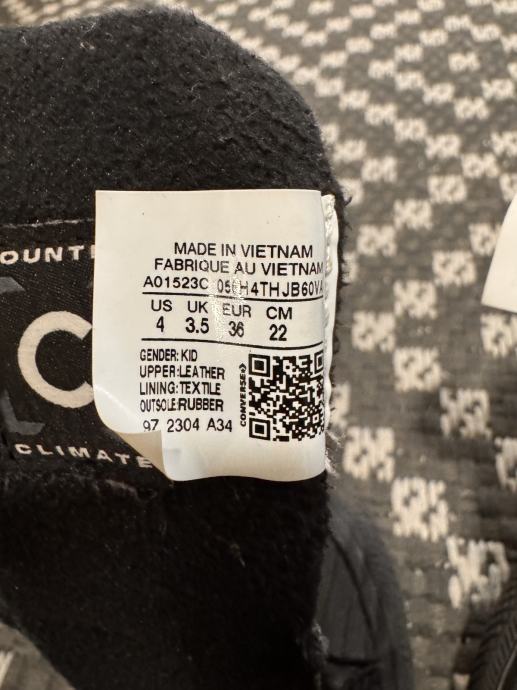 MADE IN VIETNAM
FABRIQUE AU VIETNAM
A01523C
US UK EUR CM
4 3.5 36 22
GENDER: KID
UPPER:LEATHER
LINING:TEXTILE
OUTSOLE:RUBBER
97 2304 A34
CONVERSE
OUNT
C
CLIMATE